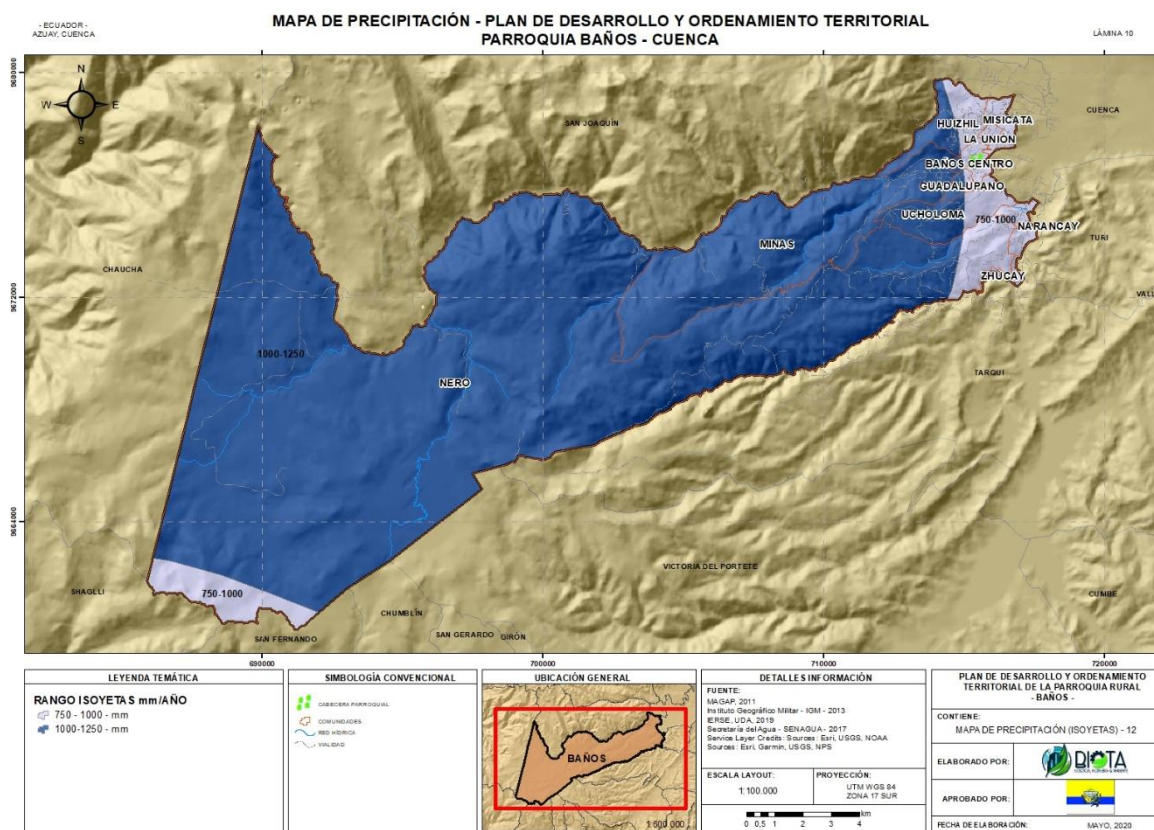 - ECUADOR -
AZUAY, CUENCA
MAPA DE PRECIPITACIÓN - PLAN DE DESARROLLO Y ORDENAMIENTO TERRITORIAL
PARROQUIA BAÑOS - CUENCA
LÁMINA 10
9680000
9672000
9664000
N
W
E
S
SAN JOAQUÍN
CUENCA
HUIZHIL
MISICATA
LA UNION
BAÑOS CENTRO
GUADALUPANO
UCHOLOMA
750-1000
NARANCAY
MINAS
TURI
ZHUCAY
CHAUCHA
VALL
1000-1250
NERO
TARQUI
VICTORIA DEL PORTETE
SHAGLLI
750-1000
CHUMBLÍN
CUMBE
SAN FERNANDO
SAN GERARDO
GIRÓN
690000
700000
710000
720000
LEYENDA TEMÁTICA
RANGO ISOYETAS mm/AÑO
750 - 1000 - mm
1000-1250 - mm
SIMBOLOGÍA CONVENCIONAL
CABECERA PARROQUIAL
COMUNIDADES
RED HÍDRICA
VIALIDAD
UBICACIÓN GENERAL
BAÑOS
1:500.000
DETALLES INFORMACIÓN
FUENTE:
MAGAP, 2011
Instituto Geográfico Militar - IGM - 2013
IERSE, UDA, 2019
Secretaría del Agua - SENAGUA - 2017
Service Layer Credits: Sources: Esri, USGS, NOAA
Sources: Esri, Garmin, USGS, NPS
ESCALA LAYOUT:
1:100.000
PROYECCIÓN:
UTM WGS 84
ZONA 17 SUR
0 0,5 1 2 3 4 km
PLAN DE DESARROLLO Y ORDENAMIENTO
TERRITORIAL DE LA PARROQUIA RURAL
- BAÑOS -
CONTIENE:
MAPA DE PRECIPITACIÓN (ISOYETAS) - 12
ELABORADO POR:
BIOTA
APROBADO POR:
FECHA DE ELABORACIÓN:
MAYO, 2020